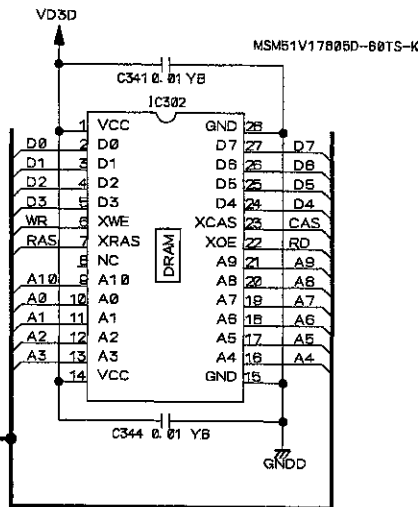 VD3D
MSM51V17805D-60TS-K
C341 0.01 YB
IC302
1 VCC GND 28
D0 2 D0 D7 27 D7
D1 3 D1 D6 26 D6
D2 4 D2 D5 25 D5
D3 5 D3 D4 24 D4
WR 6 XWE XCAS 23 CAS
RAS 7 XRAS XOE 22 RD
8 NC A9 21 A9
A10 9 A10 A8 20 A8
A0 10 A0 A7 19 A7
A1 11 A1 A6 18 A6
A2 12 A2 A5 17 A5
A3 13 A3 A4 16 A4
14 VCC GND 15
DRAM
C344 0.01 YB
GNDD